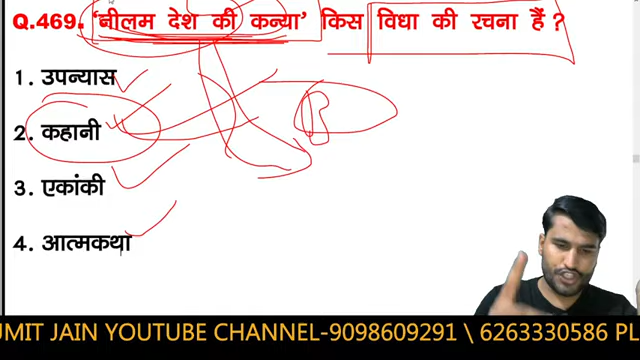 Q.469. 'नीलम देश की कन्या' किस विधा की रचना हैं ?
1. उपन्यास
2. कहानी
3. एकांकी
4. आत्मकथा
UMIT JAIN YOUTUBE CHANNEL-9098609291 \ 6263330586 \ P